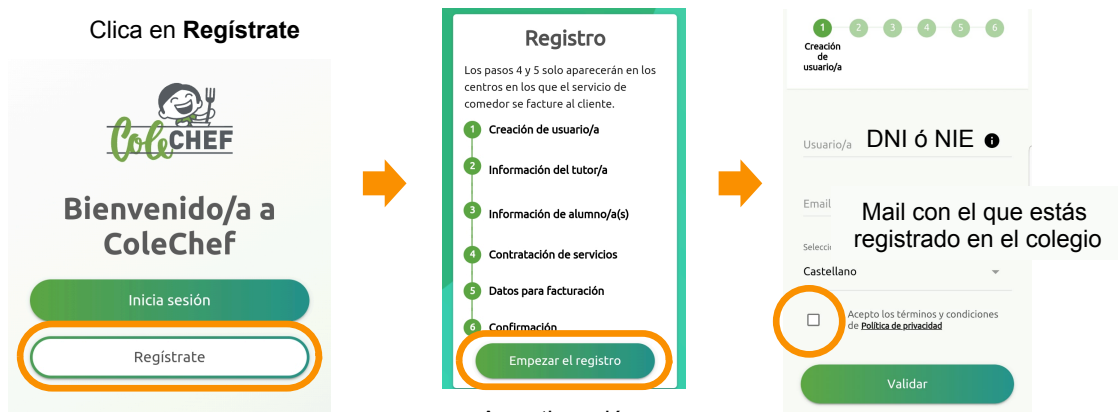 Clica en Regístrate
ColeCHEF
Bienvenido/a a
ColeChef
Inicia sesión
Regístrate
Registro
Los pasos 4 y 5 solo aparecerán en los
centros en los que el servicio de
comedor se facture al cliente.
1 Creación de usuario/a
2 Información del tutor/a
3 Información de alumno/a(s)
4 Contratación de servicios
5 Datos para facturación
6 Confirmación
Empezar el registro
1 2 3 4 5 6
Creación
de
usuario/a
Usuario/a DNI ó NIE
Email
Mail con el que estás
registrado en el colegio
Castellano
Acepto los términos y condiciones
de Política de privacidad
Validar